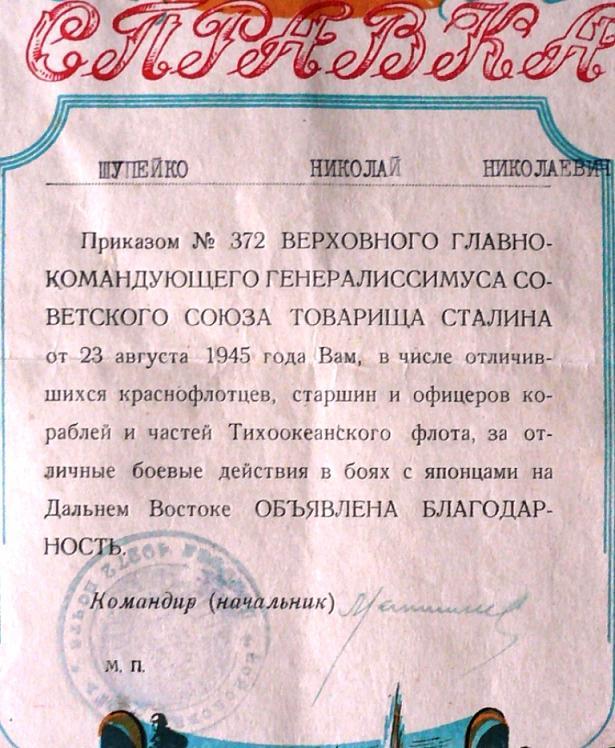 СПРАВКА
ШУПЕЙКО НИКОЛАЙ НИКОЛАЕВИЧ
Приказом № 372 ВЕРХОВНОГО ГЛАВНО-
КОМАНДУЮЩЕГО ГЕНЕРАЛИССИМУСА СО-
ВЕТСКОГО СОЮЗА ТОВАРИЩА СТАЛИНА
от 23 августа 1945 года Вам, в числе отличив-
шихся краснофлотцев, старшин и офицеров ко-
раблей и частей Тихоокеанского флота, за от-
личные боевые действия в боях с японцами на
Дальнем Востоке ОБЪЯВЛЕНА БЛАГОДАР-
НОСТЬ.
Командир (начальник)
М. П.